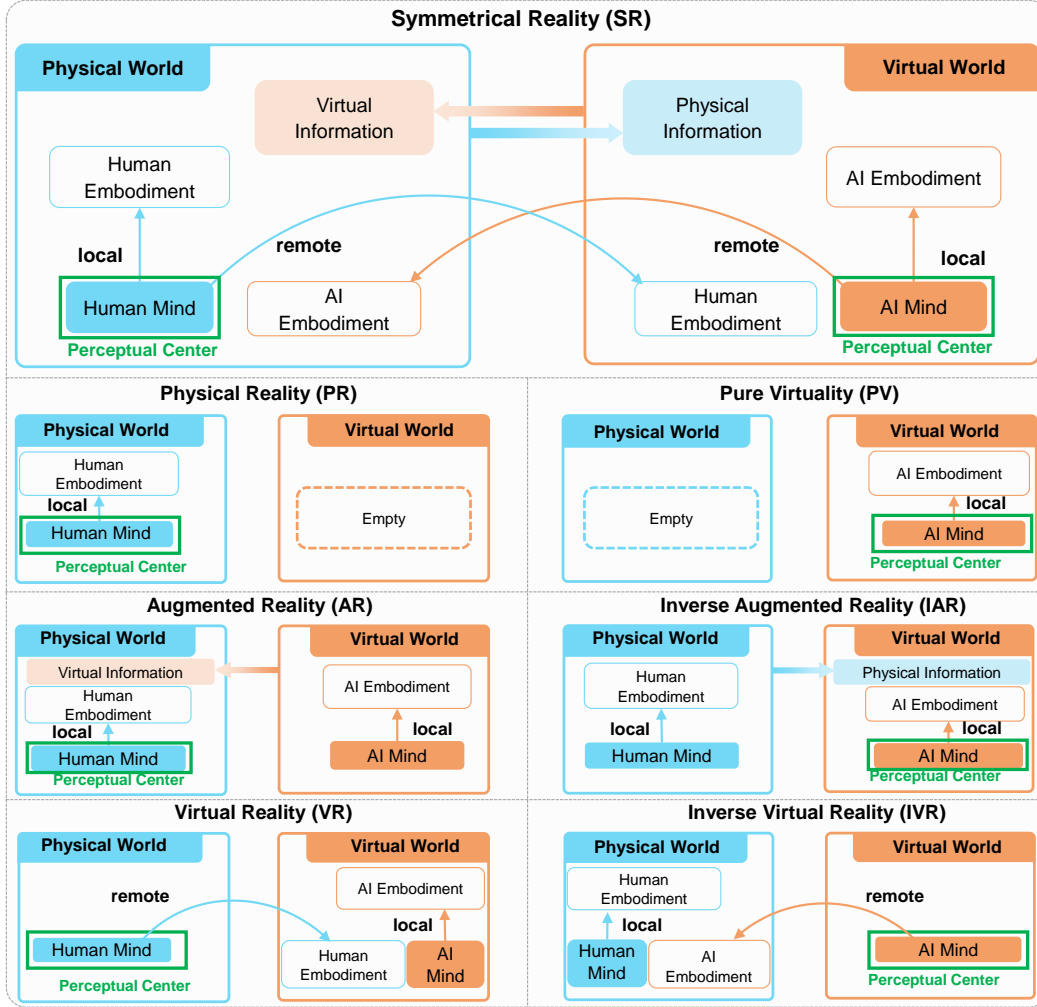 Symmetrical Reality (SR)
Physical World
Virtual World
Virtual
Information
Physical
Information
Human
Embodiment
AI Embodiment
local
remote
remote
local
Human Mind
AI
Embodiment
Human
Embodiment
AI Mind
Perceptual Center
Perceptual Center
Physical Reality (PR)
Physical World
Virtual World
Human
Embodiment
local
Human Mind
Perceptual Center
Empty
Pure Virtuality (PV)
Physical World
Virtual World
Empty
AI Embodiment
local
AI Mind
Perceptual Center
Augmented Reality (AR)
Physical World
Virtual World
Virtual Information
Human
Embodiment
local
Human Mind
Perceptual Center
AI Embodiment
local
AI Mind
Inverse Augmented Reality (IAR)
Physical World
Virtual World
Human
Embodiment
local
Human Mind
Physical Information
AI Embodiment
local
AI Mind
Perceptual Center
Virtual Reality (VR)
Physical World
Virtual World
remote
Human Mind
Perceptual Center
AI Embodiment
local
Human
Embodiment
AI
Mind
Inverse Virtual Reality (IVR)
Physical World
Virtual World
Human
Embodiment
local
remote
Human
Mind
AI
Embodiment
AI Mind
Perceptual Center